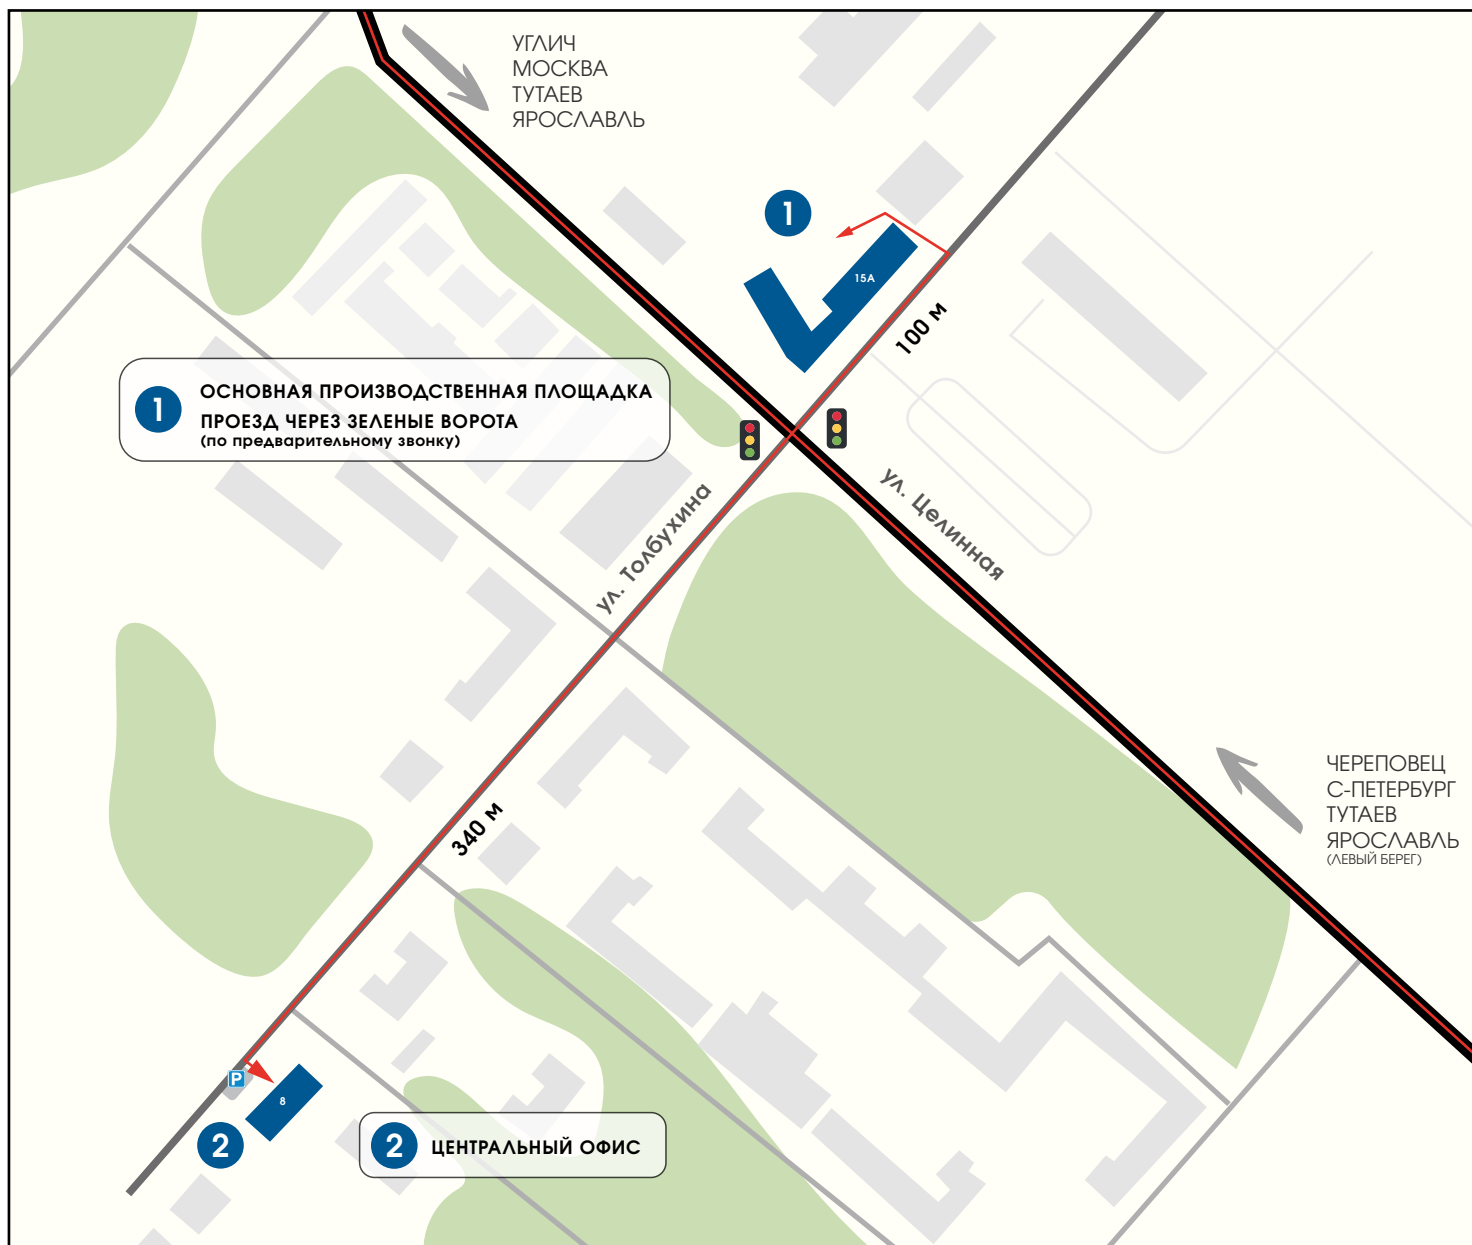 УГЛИЧ
МОСКВА
ТУТАЕВ
ЯРОСЛАВЛЬ
1
15А
100 м
1
ОСНОВНАЯ ПРОИЗВОДСТВЕННАЯ ПЛОЩАДКА
ПРОЕЗД ЧЕРЕЗ ЗЕЛЕНЫЕ ВОРОТА
(по предварительному звонку)
ул. Толбухина
ул. Целинная
ЧЕРЕПОВЕЦ
С-ПЕТЕРБУРГ
ТУТАЕВ
ЯРОСЛАВЛЬ
(ЛЕВЫЙ БЕРЕГ)
340 м
P
8
2
2
ЦЕНТРАЛЬНЫЙ ОФИС